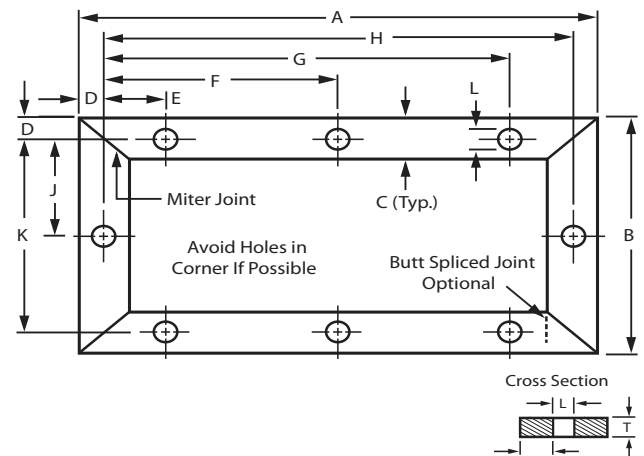 A
H
G
F
L
D
E
D
J
Miter Joint
C (Typ.)
K
B
Avoid Holes in
Corner If Possible
Butt Spliced Joint
Optional
Cross Section
L
T